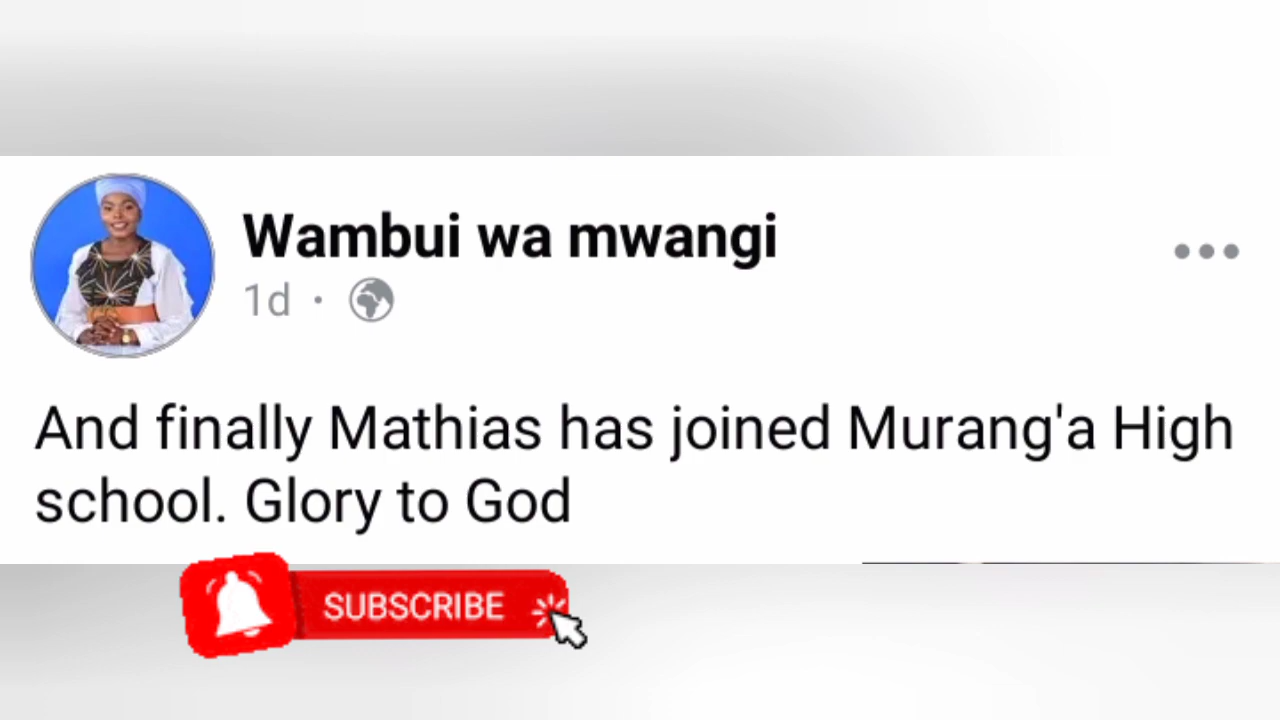 Wambui wa mwangi
1d ·
And finally Mathias has joined Murang'a High
school. Glory to God
SUBSCRIBE